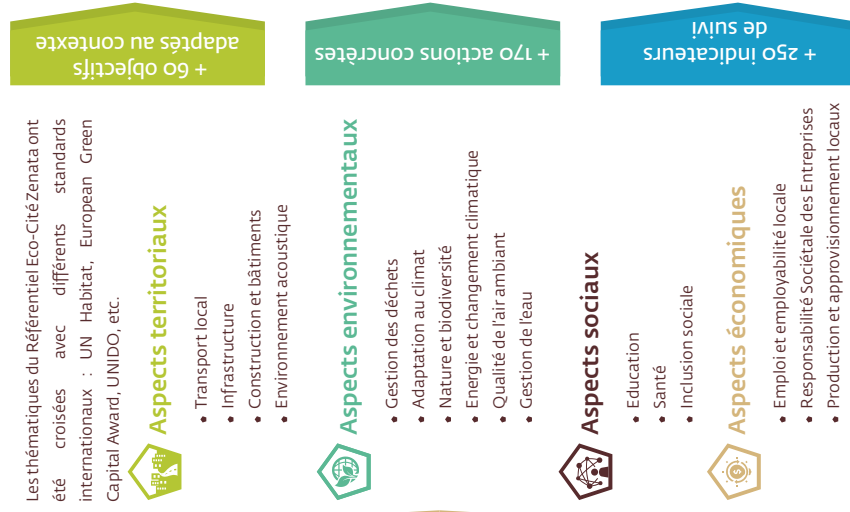 Les thématiques du Référentiel Eco-Cité Zenata ont
été croisées avec différents standards
internationaux : UN Habitat, European Green
Capital Award, UNIDO, etc.
Aspects territoriaux
• Transport local
• Infrastructure
• Construction et bâtiments
• Environnement acoustique
Aspects environnementaux
• Gestion des déchets
• Adaptation au climat
• Nature et biodiversité
• Energie et changement climatique
• Qualité de l'air ambiant
• Gestion de l'eau
Aspects sociaux
• Education
• Santé
• Inclusion sociale
Aspects économiques
• Emploi et employabilité locale
• Responsabilité Sociétale des Entreprises
• Production et approvisionnement locaux
+ 60 objectifs
adaptés au contexte
+ 170 actions concrètes
+ 250 indicateurs
de suivi